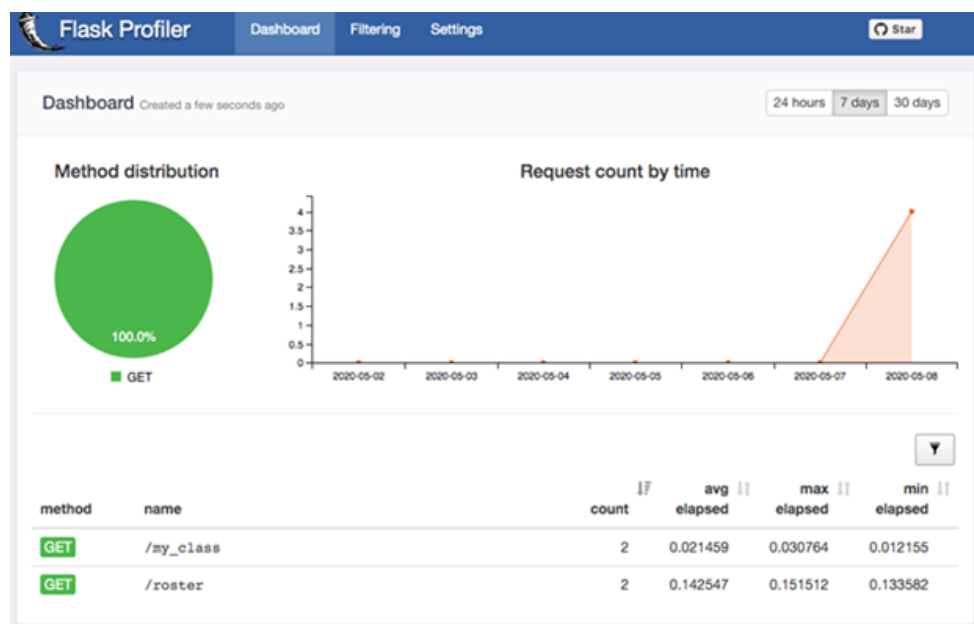 Flask Profiler Dashboard Filtering Settings Star
Dashboard Created a few seconds ago 24 hours 7 days 30 days
Method distribution
100.0%
GET
Request count by time
4
3.5
3
2.5
2
1.5
1
0.5
0
2020-05-02 2020-05-03 2020-05-04 2020-05-05 2020-05-06 2020-05-07 2020-05-08
method name count avg elapsed max elapsed min elapsed
GET /my_class 2 0.021459 0.030764 0.012155
GET /roster 2 0.142547 0.151512 0.133582